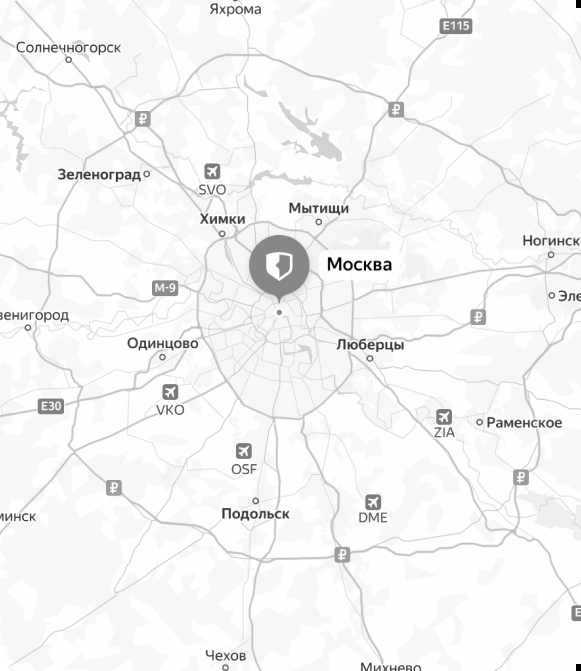 Яхрома
E115
Солнечногорск
₽
₽
Зеленоград
SVO
Химки
Мытищи
Ногинск
Москва
М-9
Эле
венигород
₽
Одинцово
Люберцы
VKO
E30
ZIA
Раменское
OSF
₽
₽
Подольск
DME
минск
₽
E
Чехов
Михнево